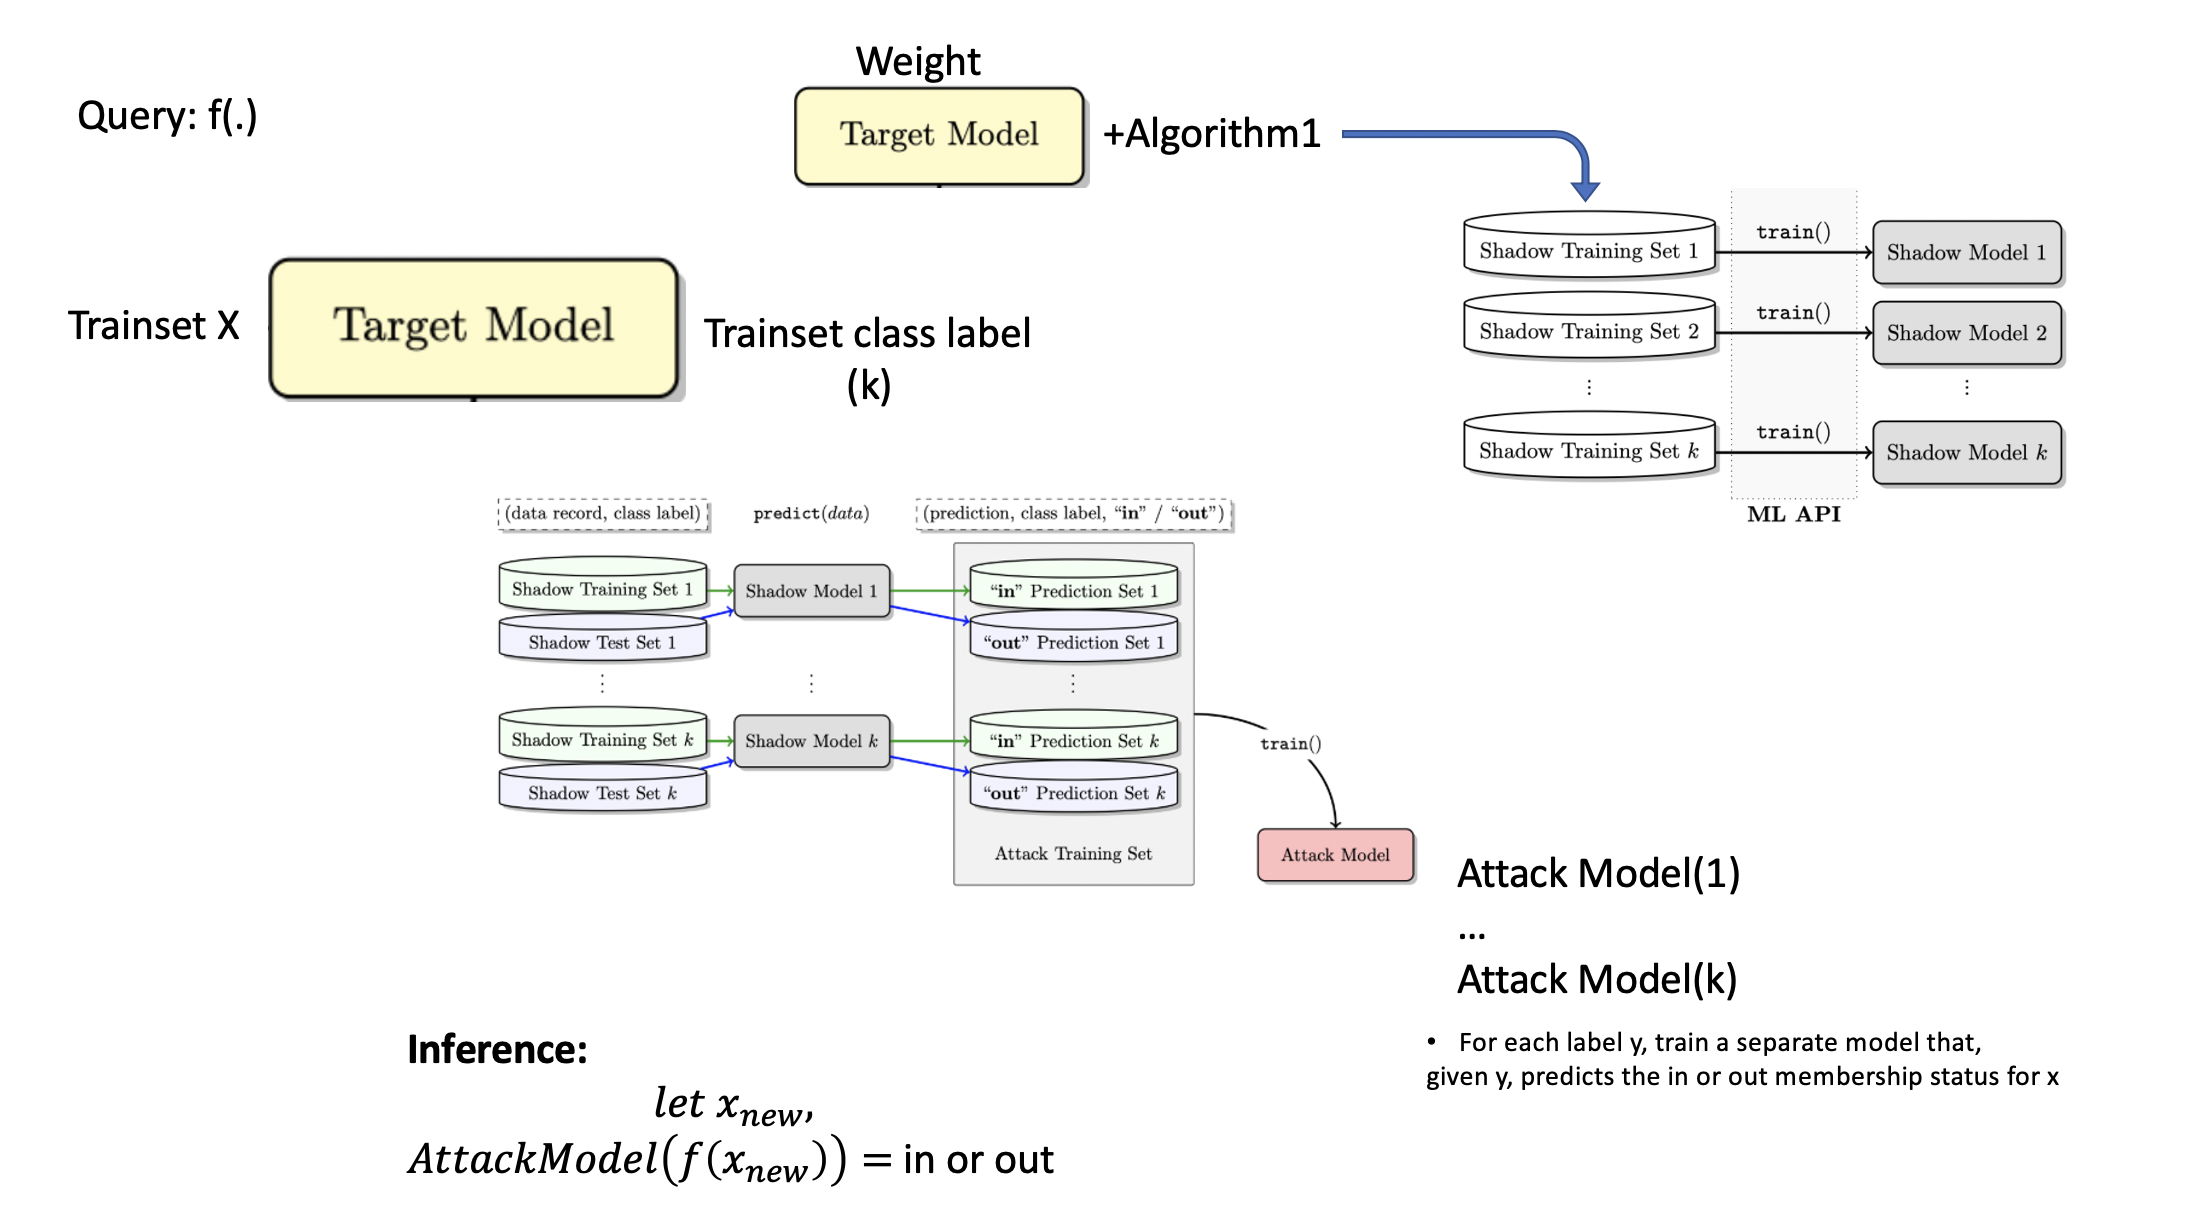 Weight
Query: f(.)
Target Model
+Algorithm1
Trainset X
Target Model
Trainset class label
(k)
Shadow Training Set 1
train()
Shadow Model 1
Shadow Training Set 2
train()
Shadow Model 2
⋮
⋮
Shadow Training Set k
train()
Shadow Model k
ML API
(data record, class label)
predict(data)
(prediction, class label, “in” / “out”)
Shadow Training Set 1
Shadow Model 1
“in” Prediction Set 1
Shadow Test Set 1
“out” Prediction Set 1
⋮
⋮
⋮
Shadow Training Set k
Shadow Model k
“in” Prediction Set k
Shadow Test Set k
“out” Prediction Set k
Attack Training Set
train()
Attack Model
Attack Model(1)
...
Attack Model(k)
• For each label y, train a separate model that,
given y, predicts the in or out membership status for x
Inference:
let x_new,
AttackModel(f(x_new)) = in or out